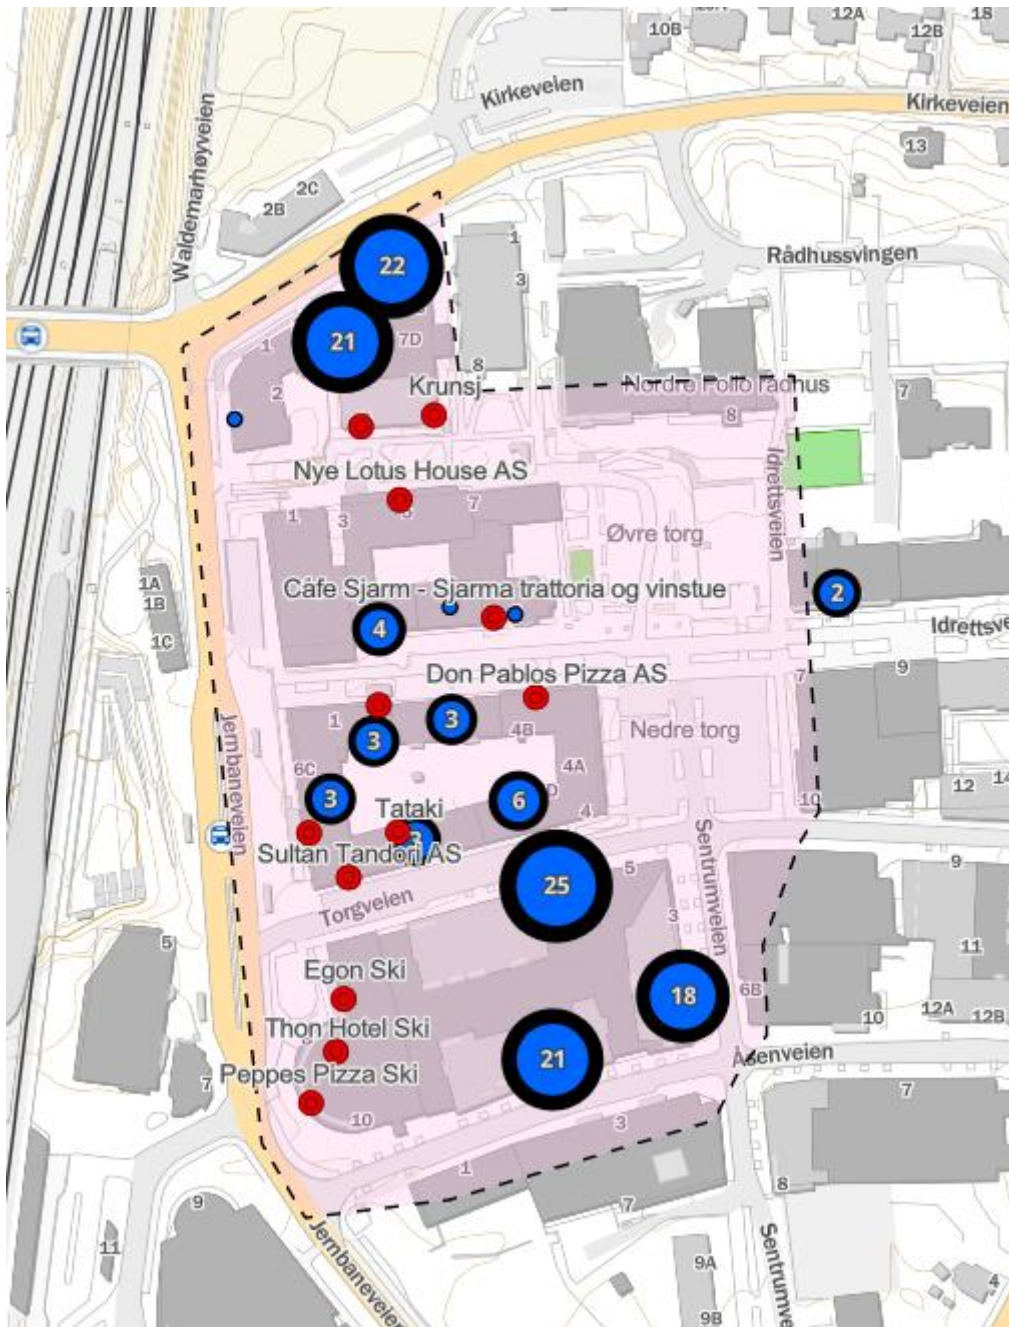 12A
18
10B
12B
Kirkeveien
Kirkeveien
13
Waldemarhøyveien
2C
2B
1
3
Rådhussvingen
22
21
7D
1
2
8
Krunsj
Nordre Follo rådhus
8
7
Idrettsveien
Nye Lotus House AS
1
3
7
Øvre torg
1A
1B
1C
Cafe Sjarm - Sjarma trattoria og vinstue
4
2
Don Pablos Pizza AS
9
7
Jernbaneveien
1
3
3
4B
Nedre torg
6C
4A
3
6
4
12
10
Tataki
3
Sultan Tandori AS
Sentrumveien
25
5
9
Torgveien
3
5
11
Egon Ski
18
6B
12A
12B
10
Thon Hotel Ski
21
Åsenveien
7
Peppes Pizza Ski
7
10
3
1
8
9
7
Jernbaneveien
Sentrumvei
11
9A
4
9B